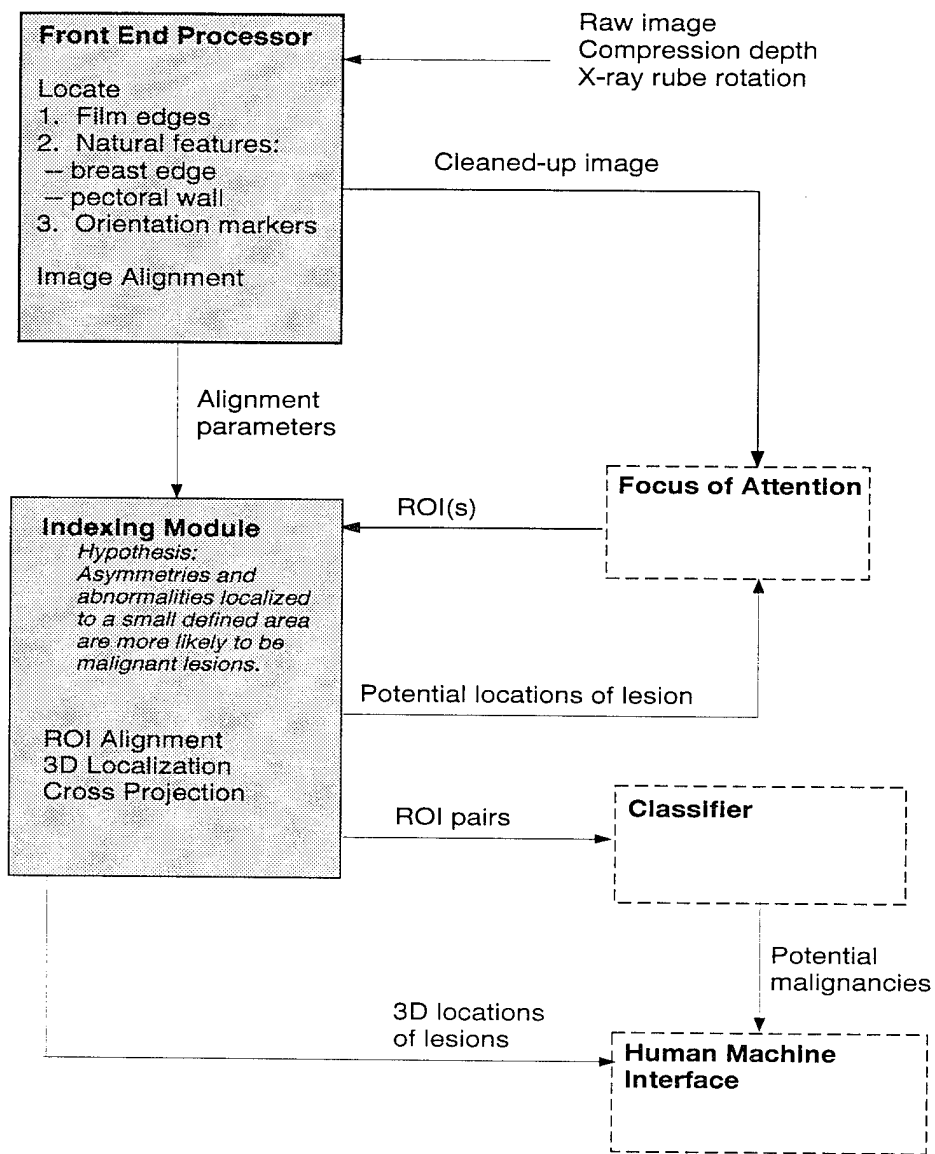 Front End Processor
Locate
1. Film edges
2. Natural features:
– breast edge
– pectoral wall
3. Orientation markers
Image Alignment
Raw image
Compression depth
X-ray rube rotation
Cleaned-up image
Alignment
parameters
Focus of Attention
ROI(s)
Indexing Module
Hypothesis:
Asymmetries and
abnormalities localized
to a small defined area
are more likely to be
malignant lesions.
ROI Alignment
3D Localization
Cross Projection
Potential locations of lesion
ROI pairs
Classifier
Potential
malignancies
3D locations
of lesions
Human Machine
Interface